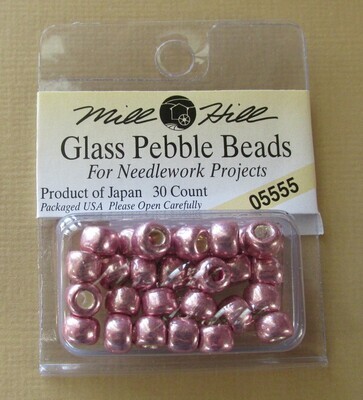 Mill Hill
Glass Pebble Beads
For Needlework Projects
Product of Japan 30 Count
Packaged USA Please Open Carefully
05555